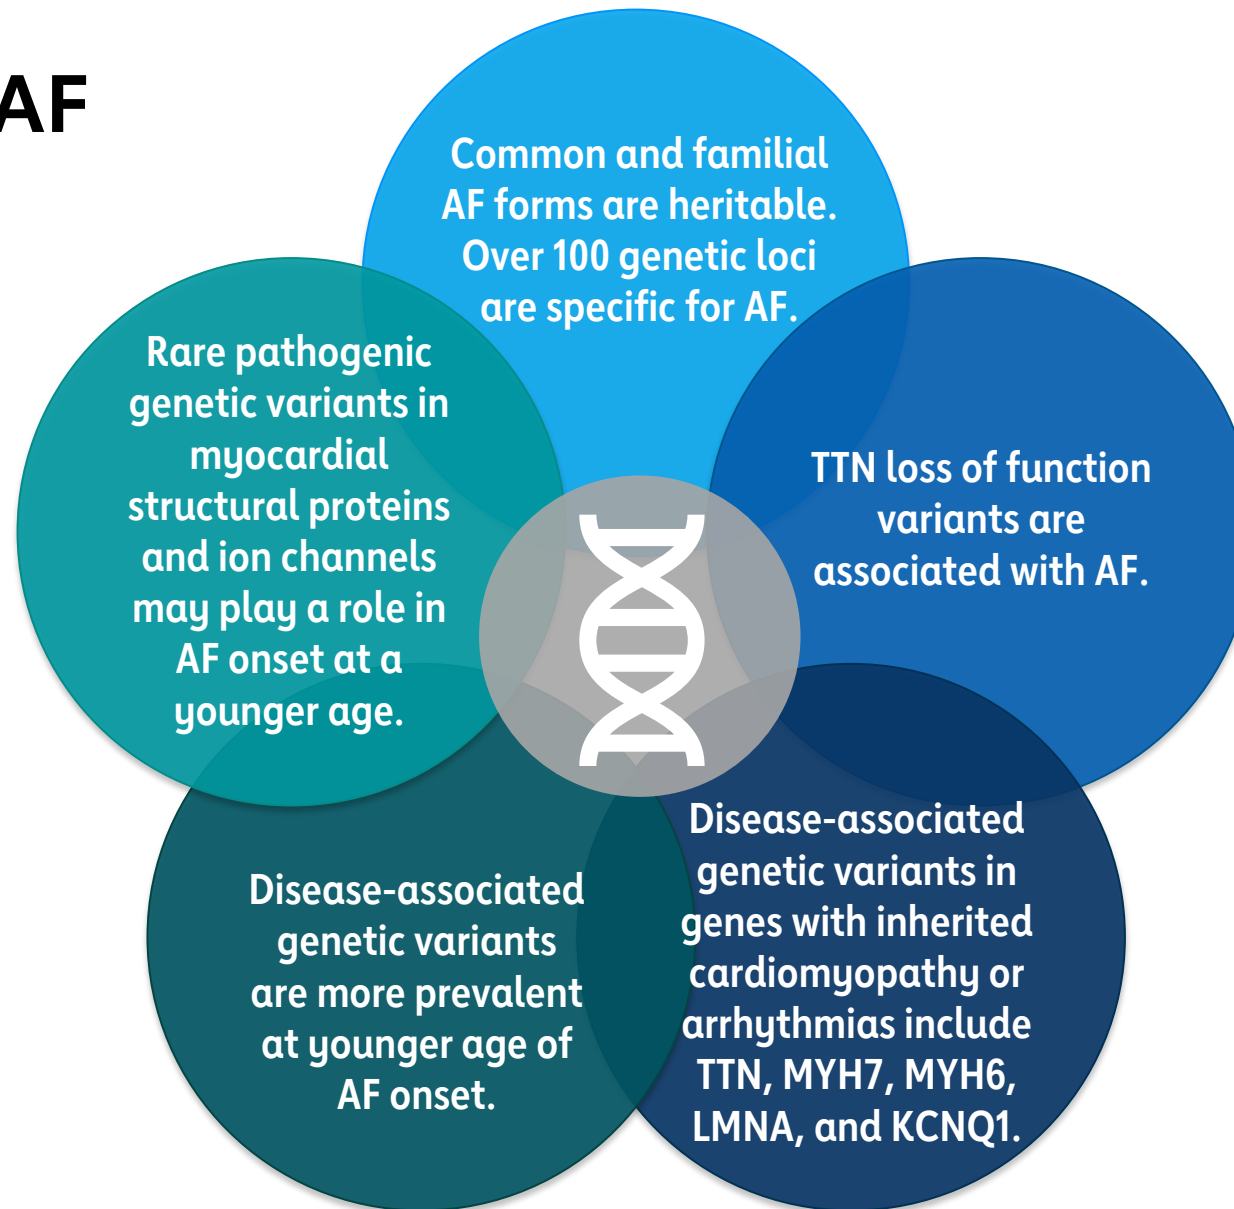 AF
Common and familial
AF forms are heritable.
Over 100 genetic loci
are specific for AF.
TTN loss of function
variants are
associated with AF.
Disease-associated
genetic variants in
genes with inherited
cardiomyopathy or
arrhythmias include
TTN, MYH7, MYH6,
LMNA, and KCNQ1.
Disease-associated
genetic variants
are more prevalent
at younger age of
AF onset.
Rare pathogenic
genetic variants in
myocardial
structural proteins
and ion channels
may play a role in
AF onset at a
younger age.